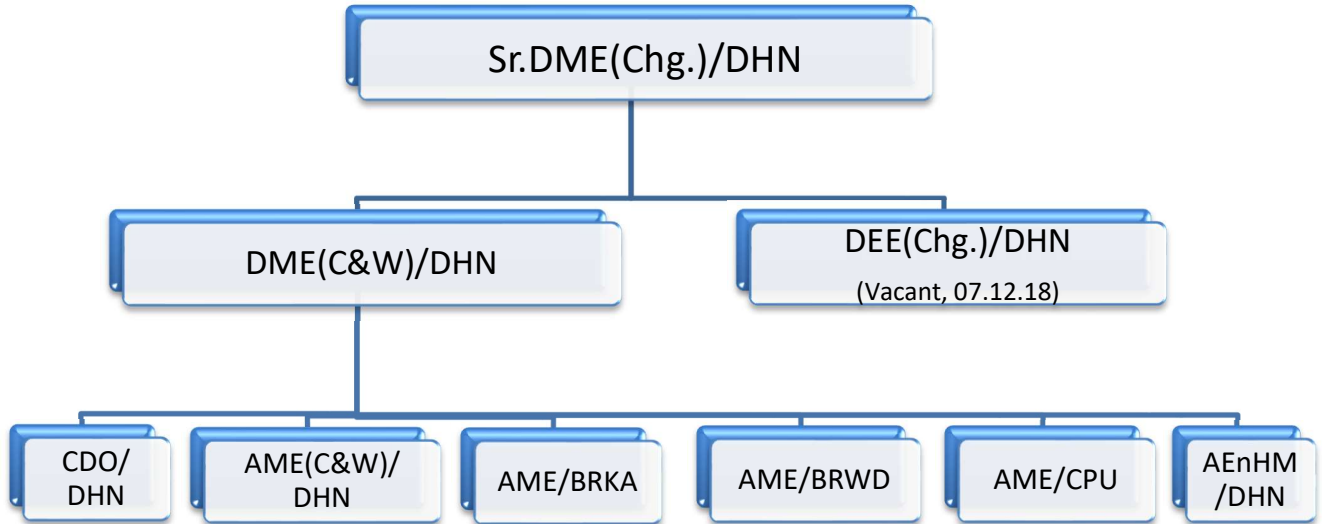 Sr.DME(Chg.)/DHN
DME(C&W)/DHN
DEE(Chg.)/DHN
(Vacant, 07.12.18)
CDO/
DHN
AME(C&W)/
DHN
AME/BRKA
AME/BRWD
AME/CPU
AEnHM
/DHN